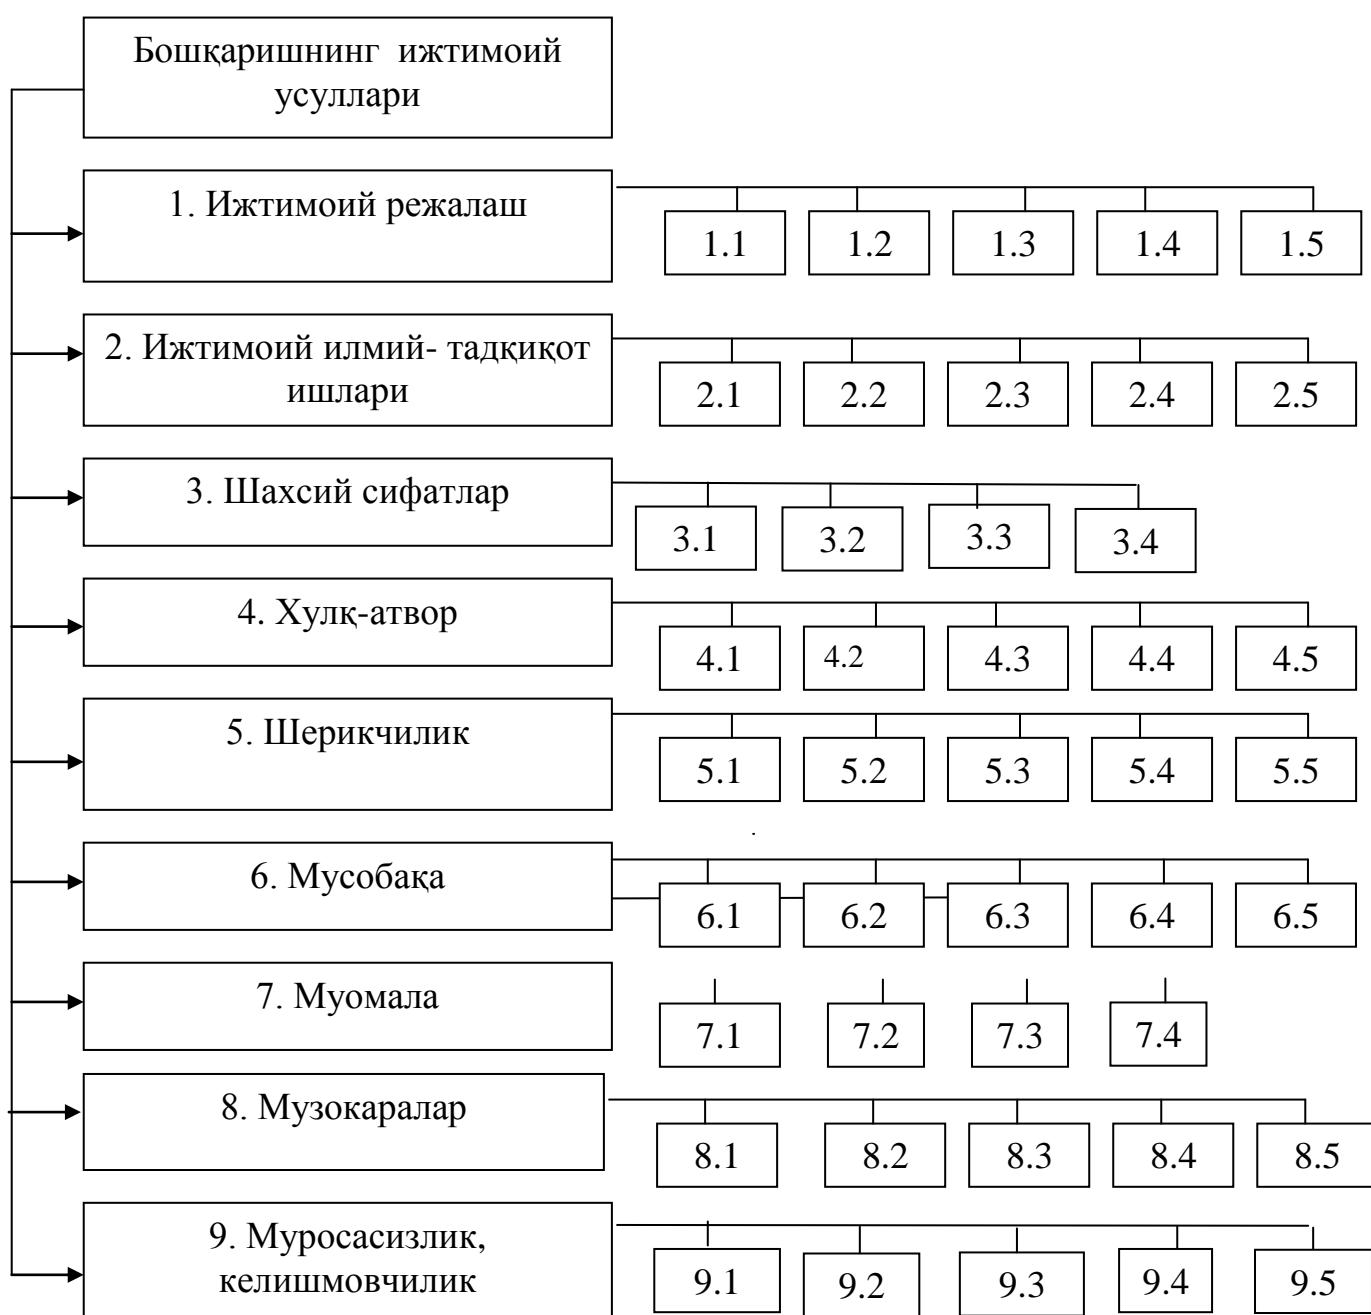 Бошқаришнинг ижтимоий
усуллари
1. Ижтимоий режалаш
1.1 1.2 1.3 1.4 1.5
2. Ижтимоий илмий- тадқиқот
ишлари
2.1 2.2 2.3 2.4 2.5
3. Шахсий сифатлар
3.1 3.2 3.3 3.4
4. Хулқ-атвор
4.1 4.2 4.3 4.4 4.5
5. Шерикчилик
5.1 5.2 5.3 5.4 5.5
6. Мусобақа
6.1 6.2 6.3 6.4 6.5
7. Муомала
7.1 7.2 7.3 7.4
8. Музокаралар
8.1 8.2 8.3 8.4 8.5
9. Муросасизлик,
келишмовчилик
9.1 9.2 9.3 9.4 9.5